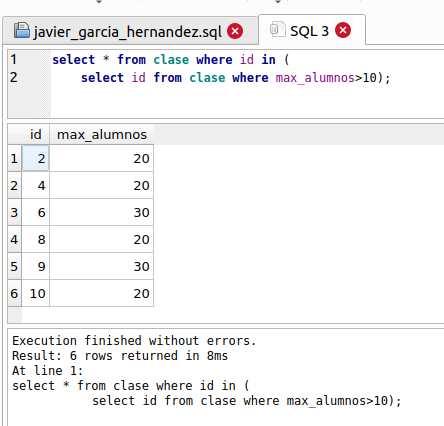 javier_garcia_hernandez.sql SQL 3
1 select * from clase where id in (
2 select id from clase where max_alumnos>10);
id max_alumnos
1 2 20
2 4 20
3 6 30
4 8 20
5 9 30
6 10 20
Execution finished without errors.
Result: 6 rows returned in 8ms
At line 1:
select * from clase where id in (
select id from clase where max_alumnos>10);